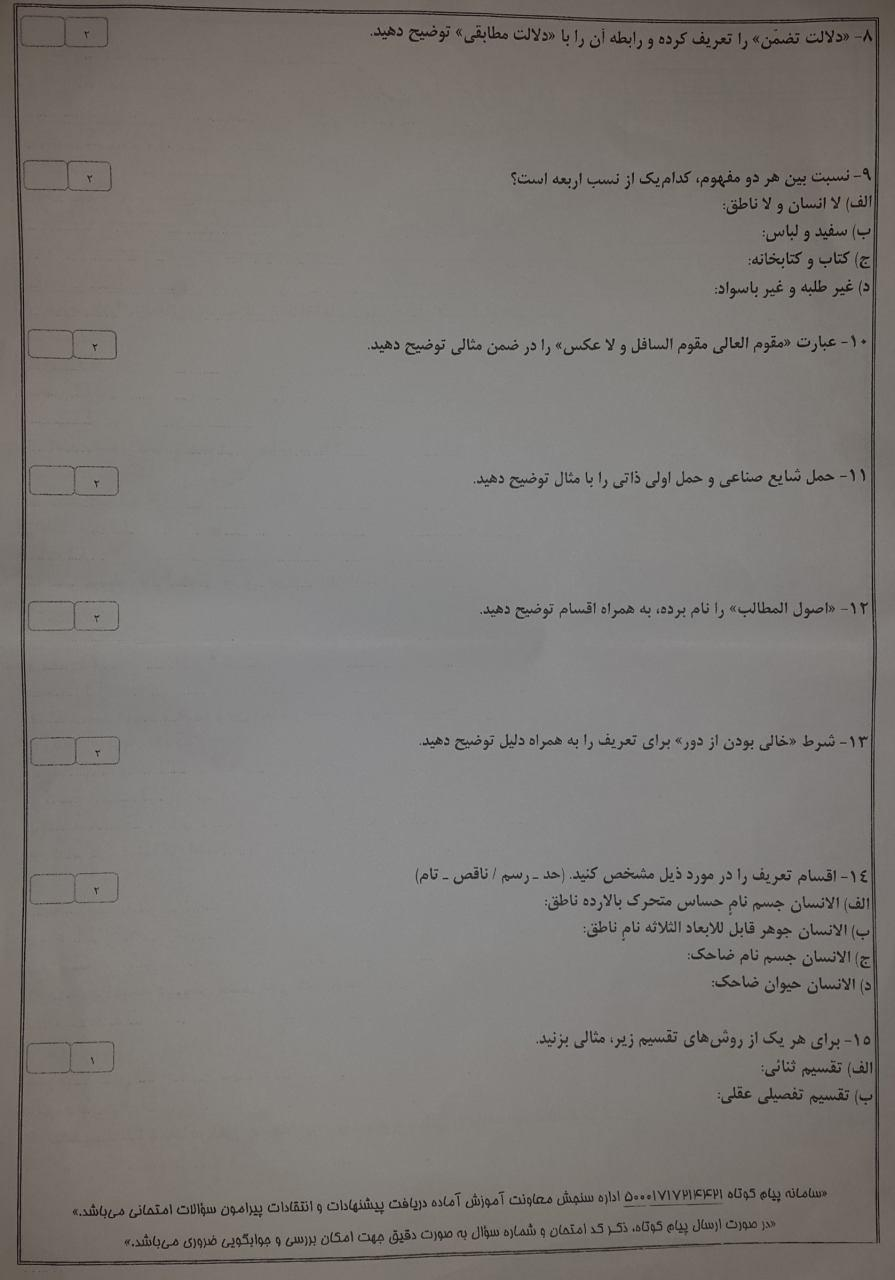 ۸- «دلالت تضمّن» را تعریف کرده و رابطه آن را با «دلالت مطابقی» توضیح دهید.
۲
۹- نسبت بین هر دو مفهوم، کدام‌یک از نسب اربعه است؟
۲
الف) لا انسان و لا ناطق:
ب) سفید و لباس:
ج) کتاب و کتابخانه:
د) غیر طلبه و غیر باسواد:
۱۰- عبارت «مقوم العالی مقوم السافل و لا عکس» را در ضمن مثالی توضیح دهید.
۲
۱۱- حمل شایع صناعی و حمل اولی ذاتی را با مثال توضیح دهید.
۲
۱۲- «اصول المطالب» را نام برده، به همراه اقسام توضیح دهید.
۲
۱۳- شرط «خالی بودن از دور» برای تعریف را به همراه دلیل توضیح دهید.
۲
۱٤- اقسام تعریف را در مورد ذیل مشخص کنید. (حد ـ رسم / ناقص ـ تام)
۲
الف) الانسان جسم نامٍ حساس متحرک بالارده ناطق:
ب) الانسان جوهر قابل للابعاد الثلاثه نامٍ ناطق:
ج) الانسان جسم نام ضاحک:
د) الانسان حیوان ضاحک:
۱٥- برای هر یک از روش‌های تقسیم زیر، مثالی بزنید.
۱
الف) تقسیم ثنائی:
ب) تقسیم تفصیلی عقلی:
«سامانه پیام کوتاه ۵۰۰۰۱۷۱۷۲۱۴۴۲۱ اداره سنجش معاونت آموزش آماده دریافت پیشنهادات و انتقادات پیرامون سؤالات امتحانی می‌باشد.»
«در صورت ارسال پیام کوتاه، ذکر کد امتحان و شماره سؤال به صورت دقیق جهت امکان بررسی و جوابگویی ضروری می‌باشد.»